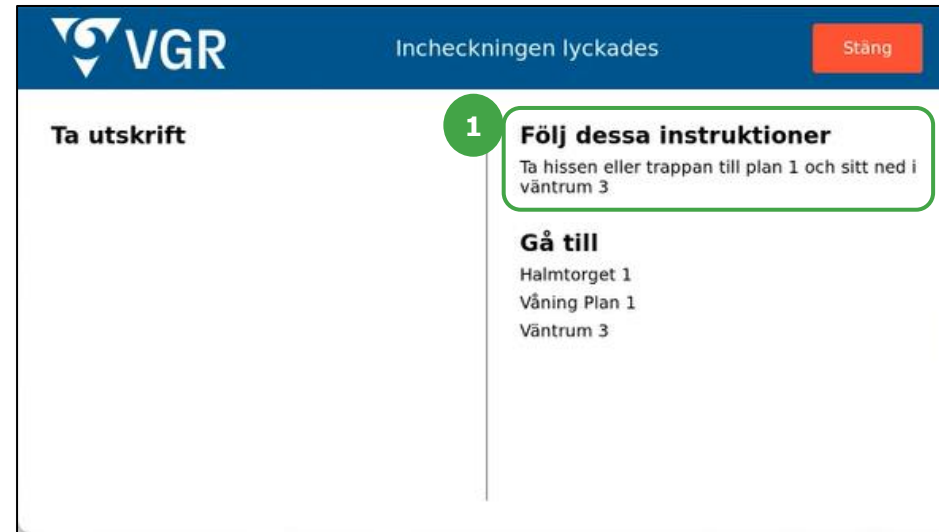 VGR
Incheckningen lyckades
Stäng
Ta utskrift
1
Följ dessa instruktioner
Ta hissen eller trappan till plan 1 och sitt ned i
väntrum 3
Gå till
Halmtorget 1
Våning Plan 1
Väntrum 3